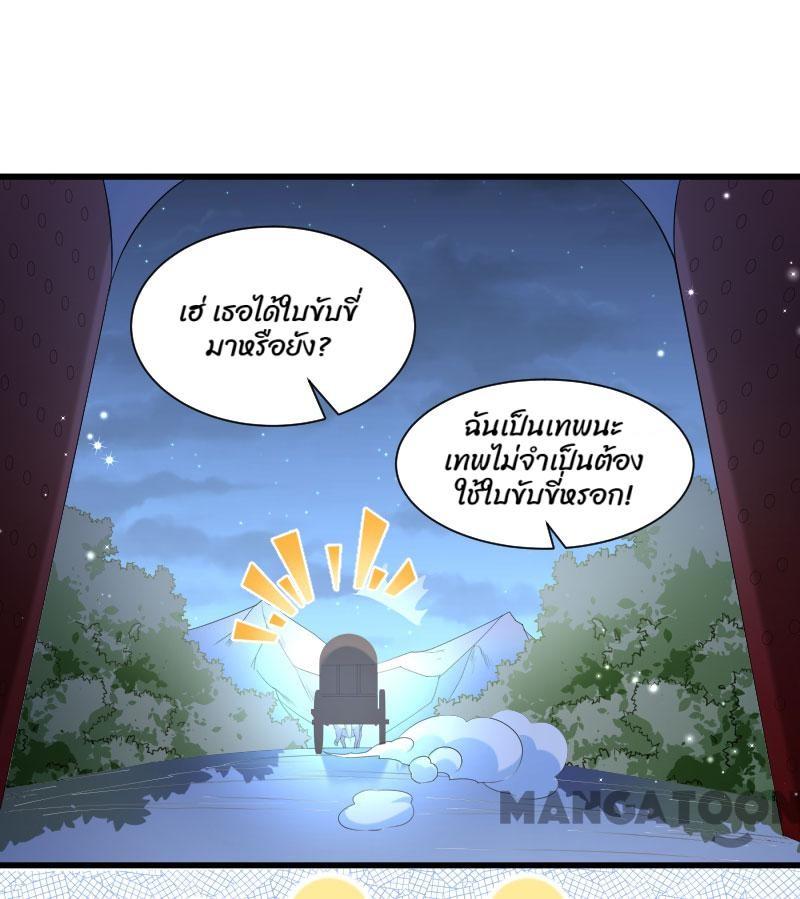 เฮ่ เธอได้ใบขับขี่
มาหรือยัง?
ฉันเป็นเทพนะ
เทพไม่จำเป็นต้อง
ใช้ใบขับขี่หรอก!
MANGATOON